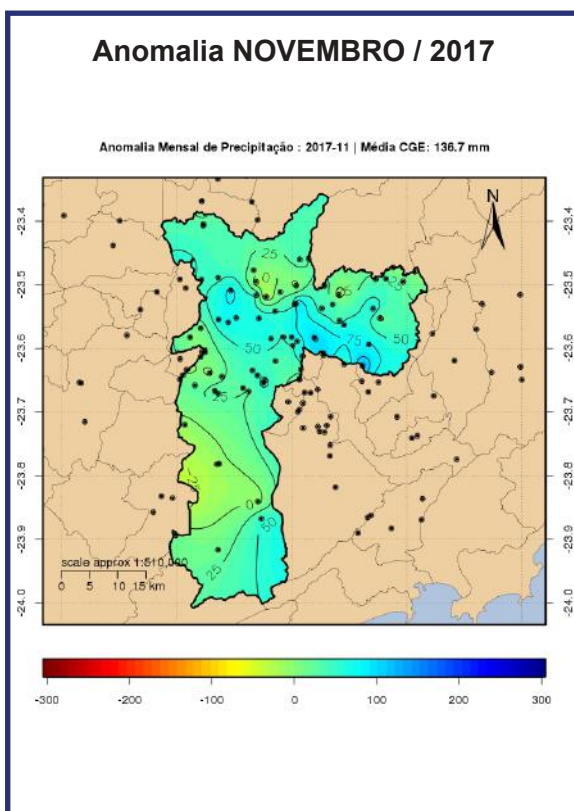 Anomalia NOVEMBRO / 2017
Anomalia Mensal de Precipitação : 2017-11 | Média CGE: 136.7 mm
N
-23.4 -23.4
-23.5 -23.5
-23.6 -23.6
-23.7 -23.7
-23.8 -23.8
-23.9 -23.9
-24.0 -24.0
25
0
25
50
50
75
25
0
50
25
scale approx 1:510,000
0 5 10 15 km
-300 -200 -100 0 100 200 300